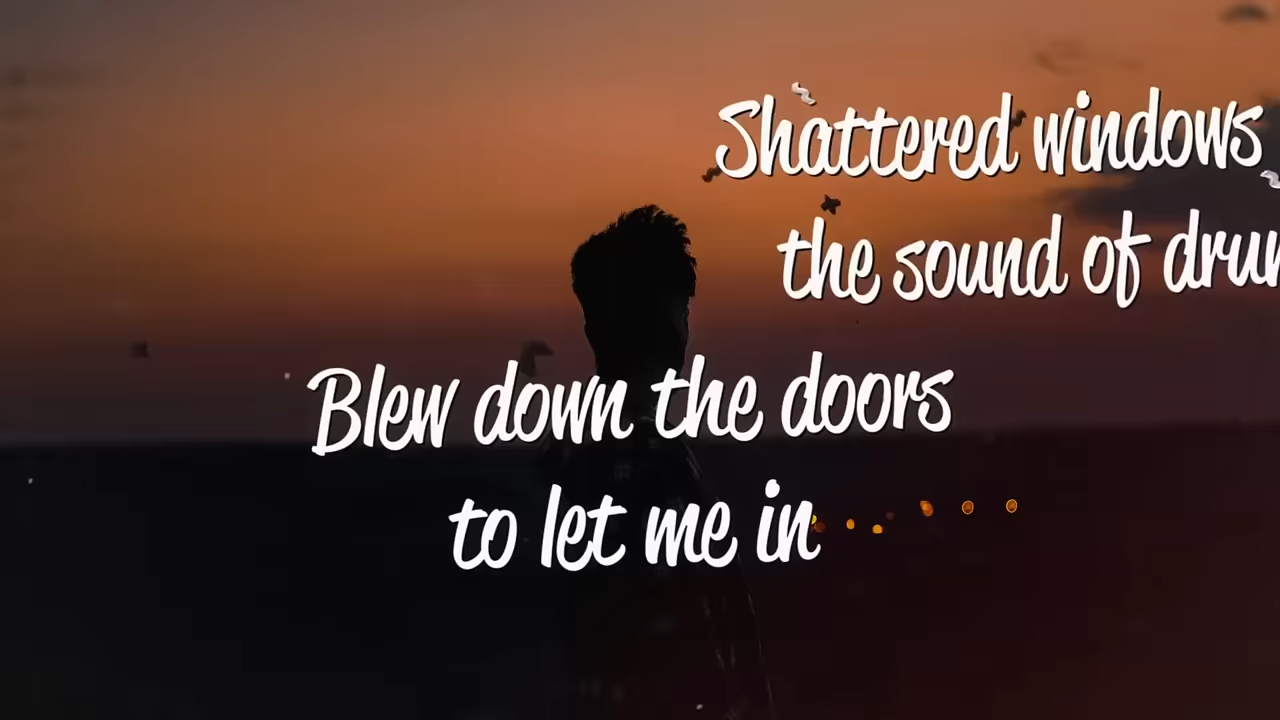 Shattered windows
the sound of
Blew down the doors
to let me in